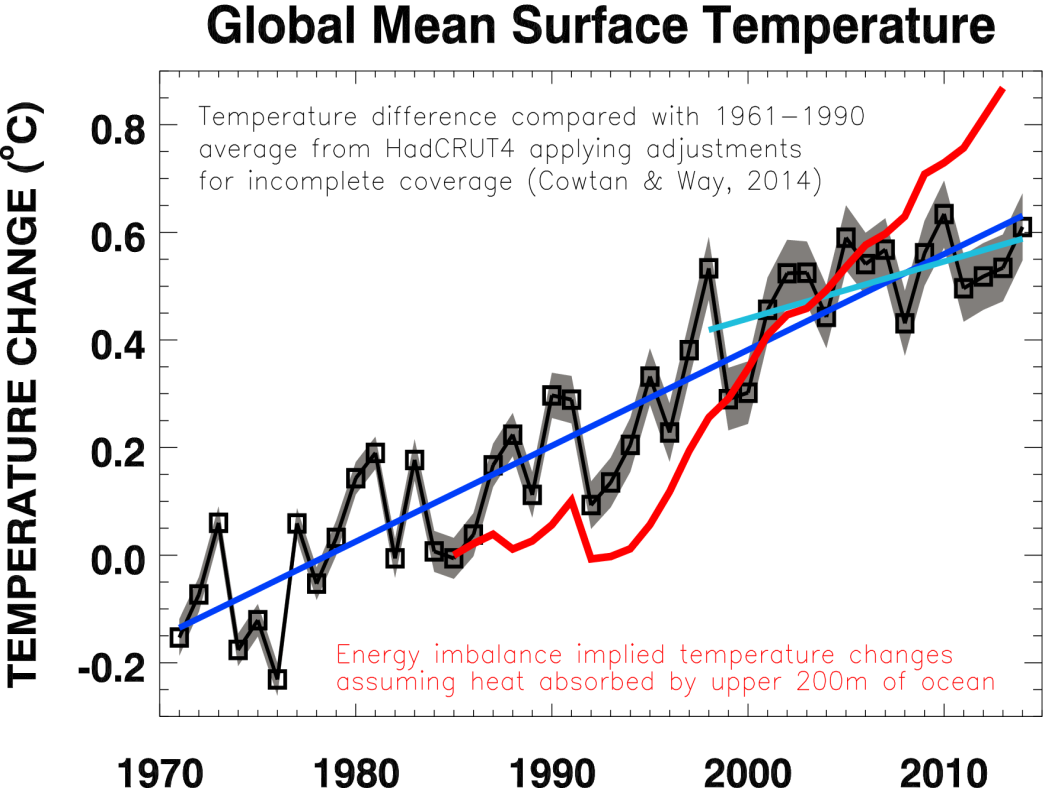 Global Mean Surface Temperature
TEMPERATURE CHANGE (°C)
0.8
0.6
0.4
0.2
0.0
-0.2
Temperature difference compared with 1961−1990
average from HadCRUT4 applying adjustments
for incomplete coverage (Cowtan & Way, 2014)
Energy imbalance implied temperature changes
assuming heat absorbed by upper 200m of ocean
1970
1980
1990
2000
2010